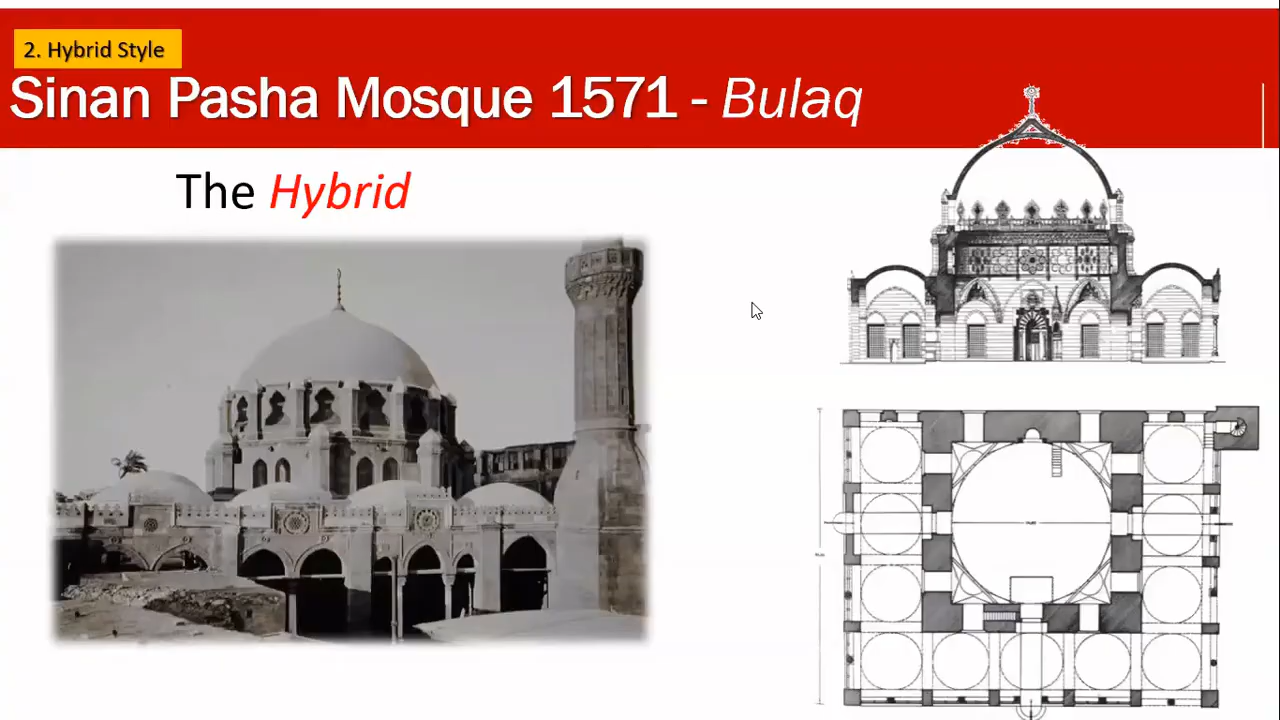 2. Hybrid Style
Sinan Pasha Mosque 1571 - Bulaq
The Hybrid